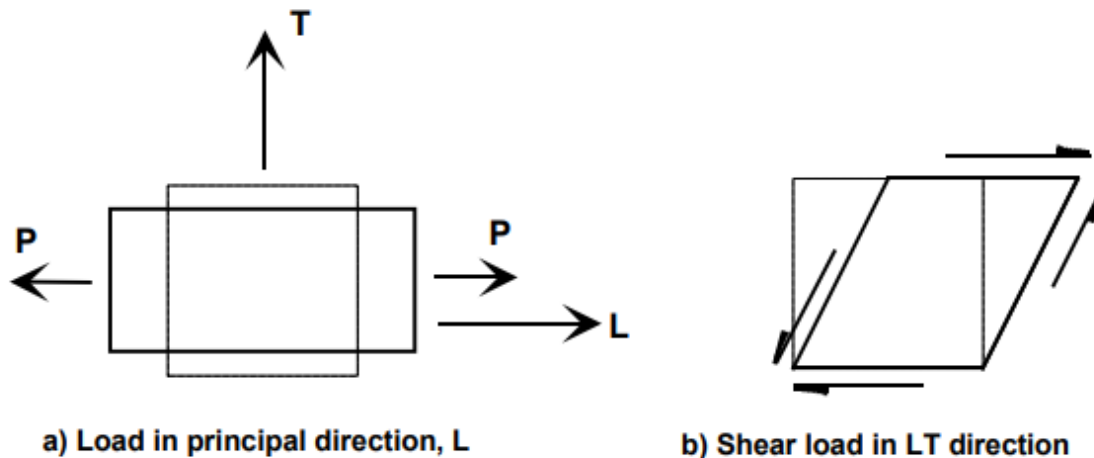 T
P
P
L
a) Load in principal direction, L
b) Shear load in LT direction